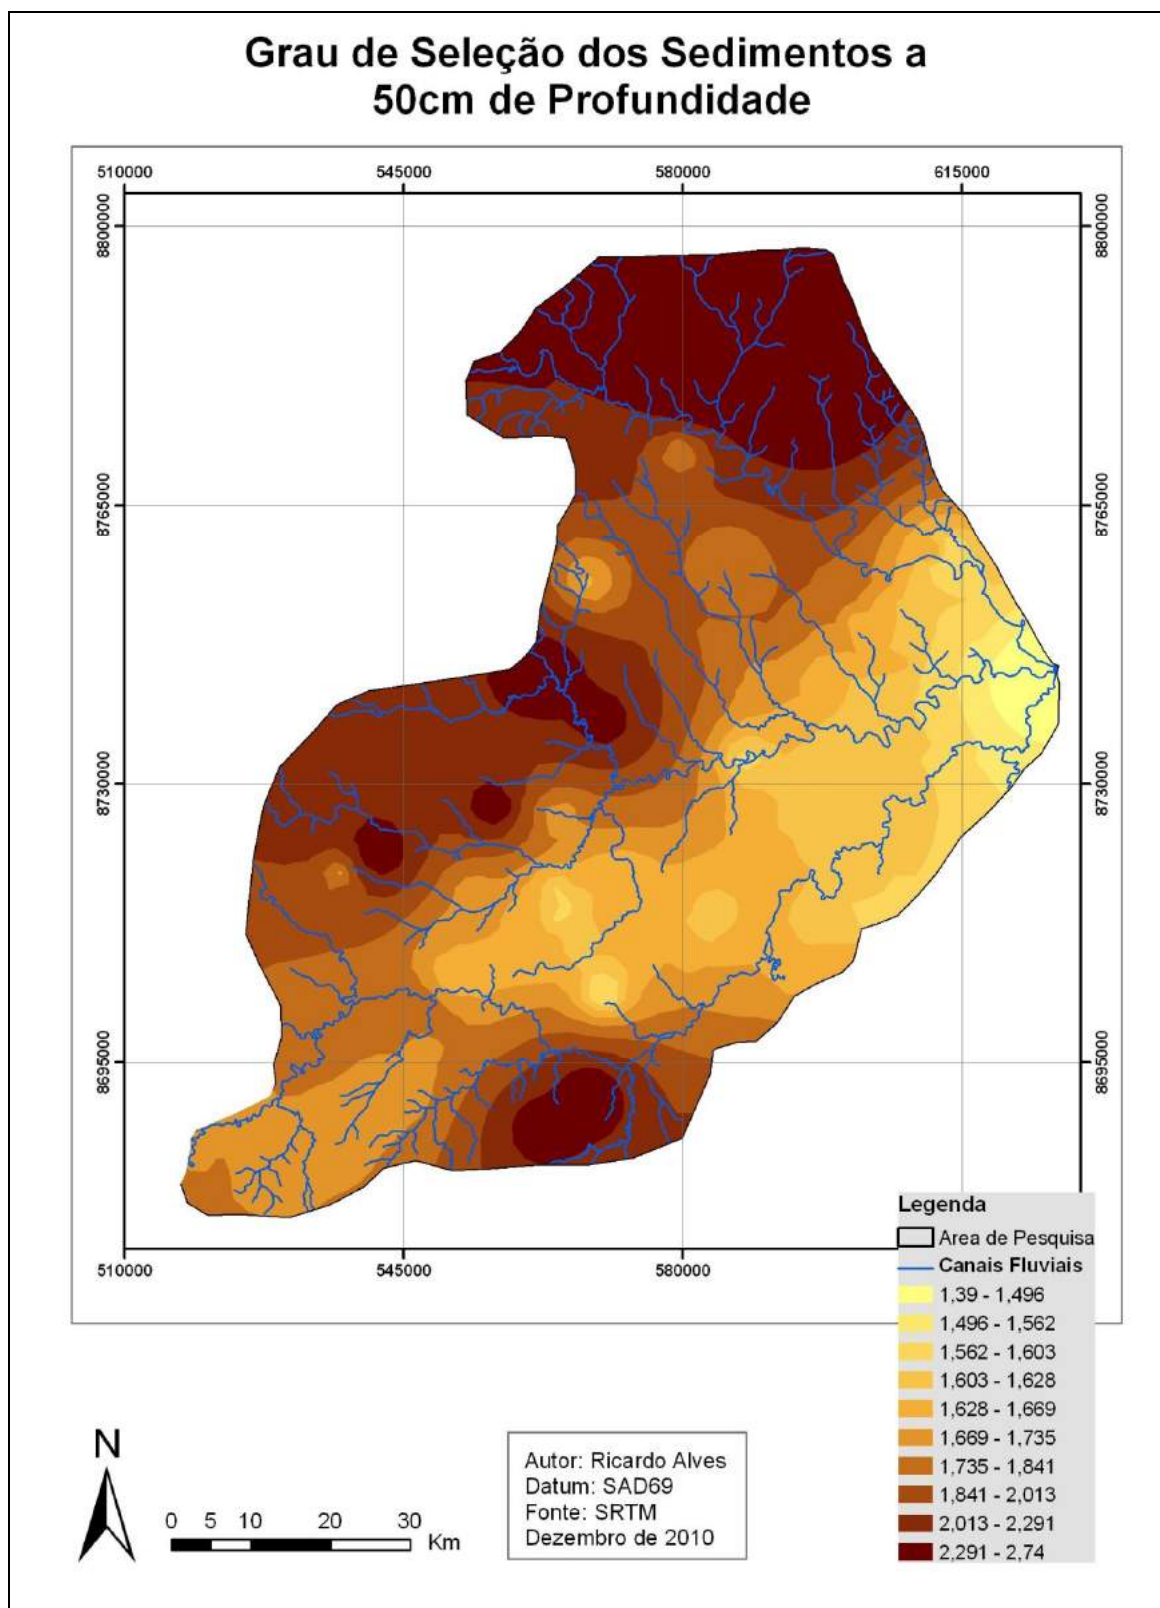 Grau de Seleção dos Sedimentos a
50cm de Profundidade
510000 545000 580000 615000
8800000 8800000
8765000 8765000
8730000 8730000
8695000 8695000
510000 545000 580000
Legenda
Area de Pesquisa
Canais Fluviais
1,39 - 1,496
1,496 - 1,562
1,562 - 1,603
1,603 - 1,628
1,628 - 1,669
1,669 - 1,735
1,735 - 1,841
1,841 - 2,013
2,013 - 2,291
2,291 - 2,74
N
0 5 10 20 30
Km
Autor: Ricardo Alves
Datum: SAD69
Fonte: SRTM
Dezembro de 2010